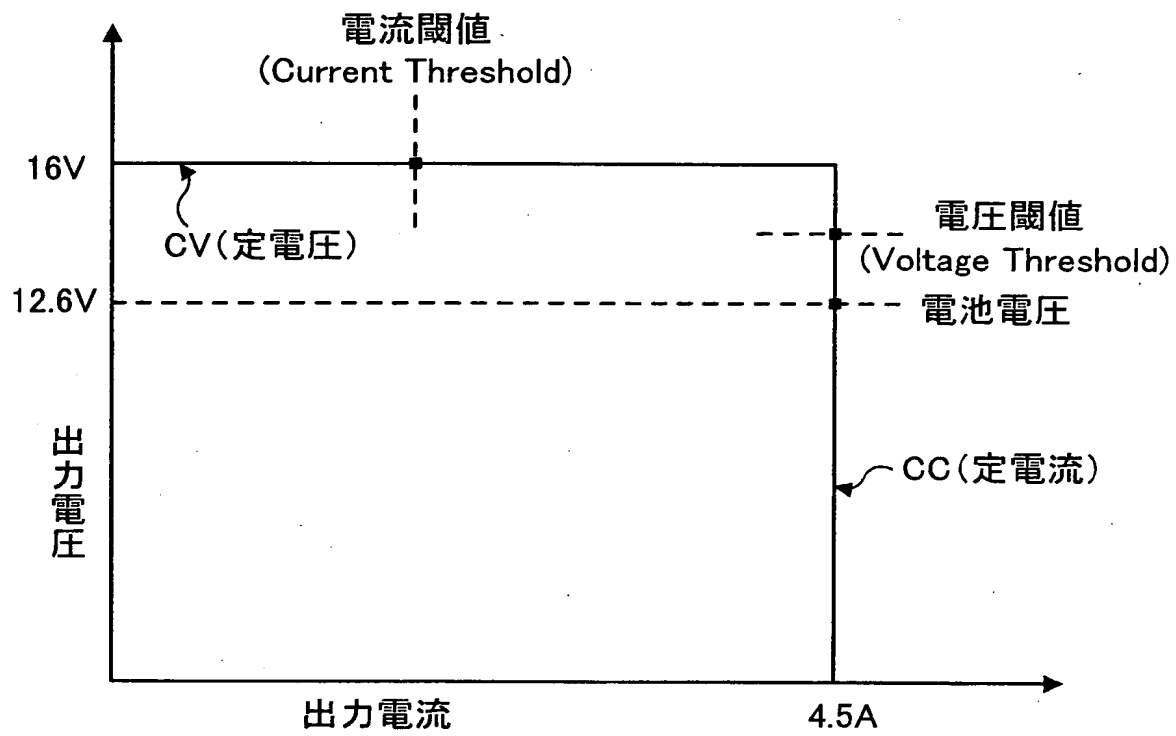 電流閾値
(Current Threshold)
16V
CV(定電圧)
電圧閾値
(Voltage Threshold)
12.6V
電池電圧
出力電圧
CC(定電流)
出力電流
4.5A